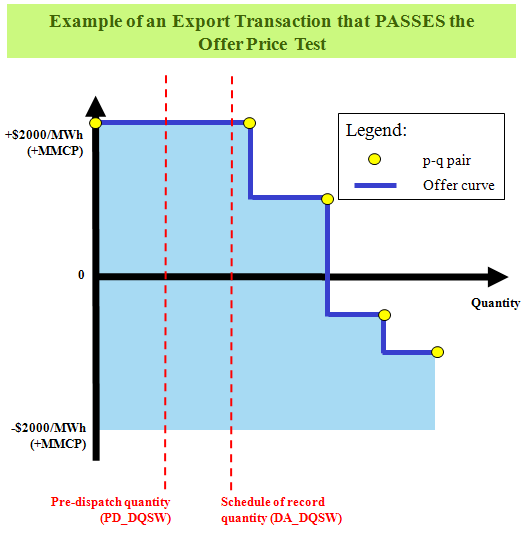 Example of an Export Transaction that PASSES the
Offer Price Test
+$2000/MWh
(+MMCP)
Legend:
p-q pair
Offer curve
0
Quantity
-$2000/MWh
(+MMCP)
Pre-dispatch quantity
(PD_DQSW)
Schedule of record
quantity (DA_DQSW)